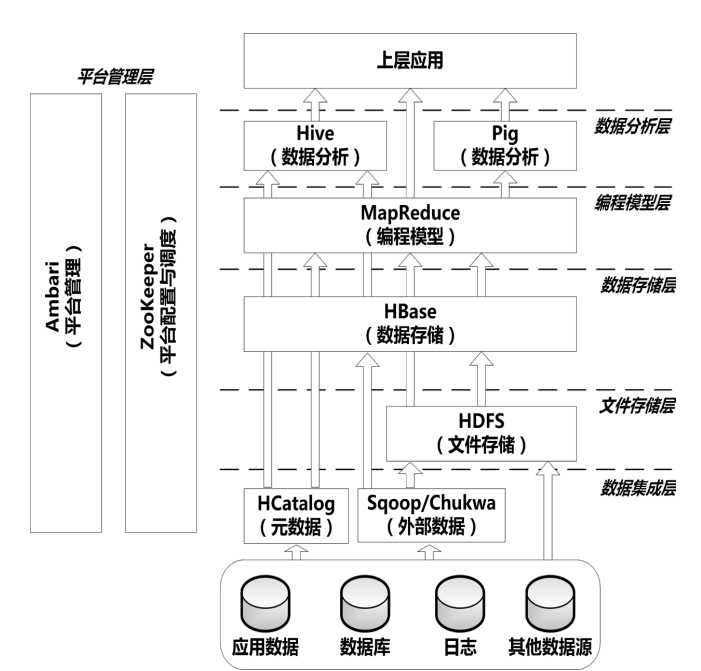 上层应用
平台管理层
数据分析层
Hive
（数据分析）
Pig
（数据分析）
编程模型层
MapReduce
（编程模型）
Ambari
（平台管理）
ZooKeeper
（平台配置与调度）
数据存储层
HBase
（数据存储）
文件存储层
HDFS
（文件存储）
数据集成层
HCatalog
（元数据）
Sqoop/Chukwa
（外部数据）
应用数据
数据库
日志
其他数据源